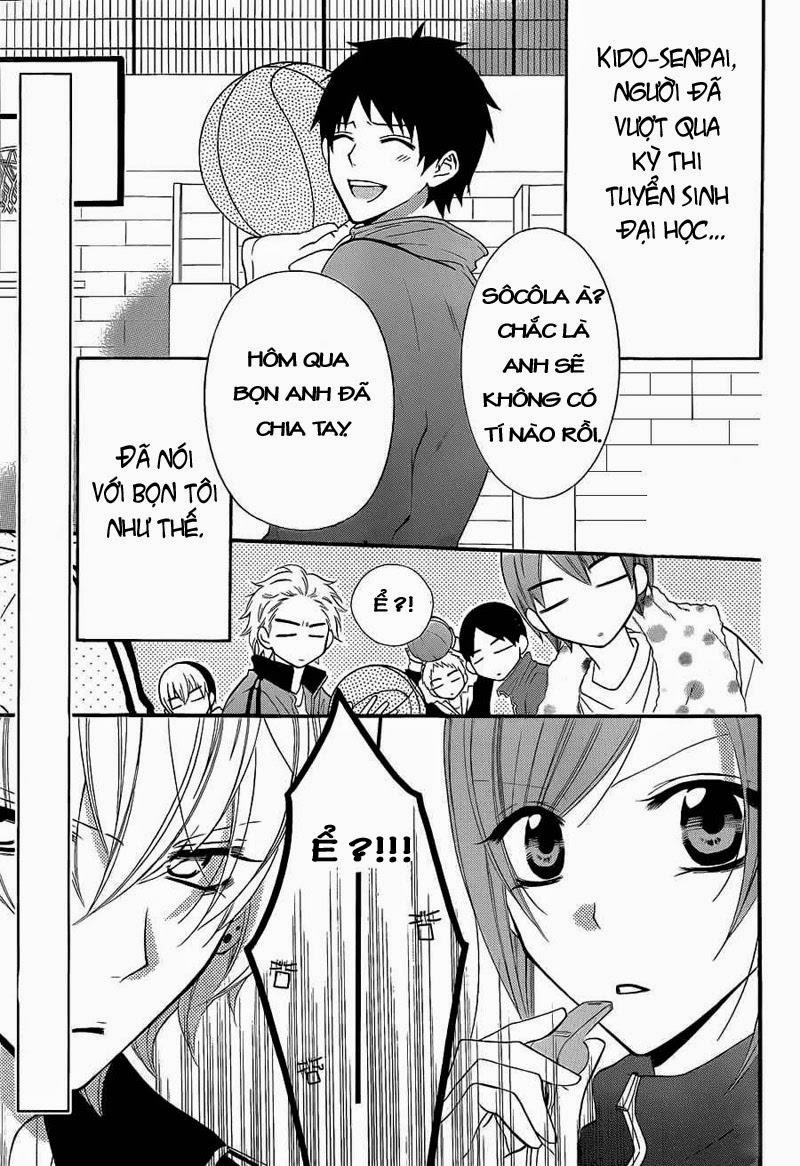 KIDO-SENPAI,
NGƯỜI ĐÃ
VƯỢT QUA
KỲ THI
TUYỂN SINH
ĐẠI HỌC...
SÔCÔLA À?
CHẮC LÀ
ANH SẼ
KHÔNG CÓ
TÍ NÀO RỒI.
HÔM QUA
BỌN ANH ĐÃ
CHIA TAY.
ĐÃ NÓI
VỚI BỌN TÔI
NHƯ THẾ.
Ể?!
Ể?!!!